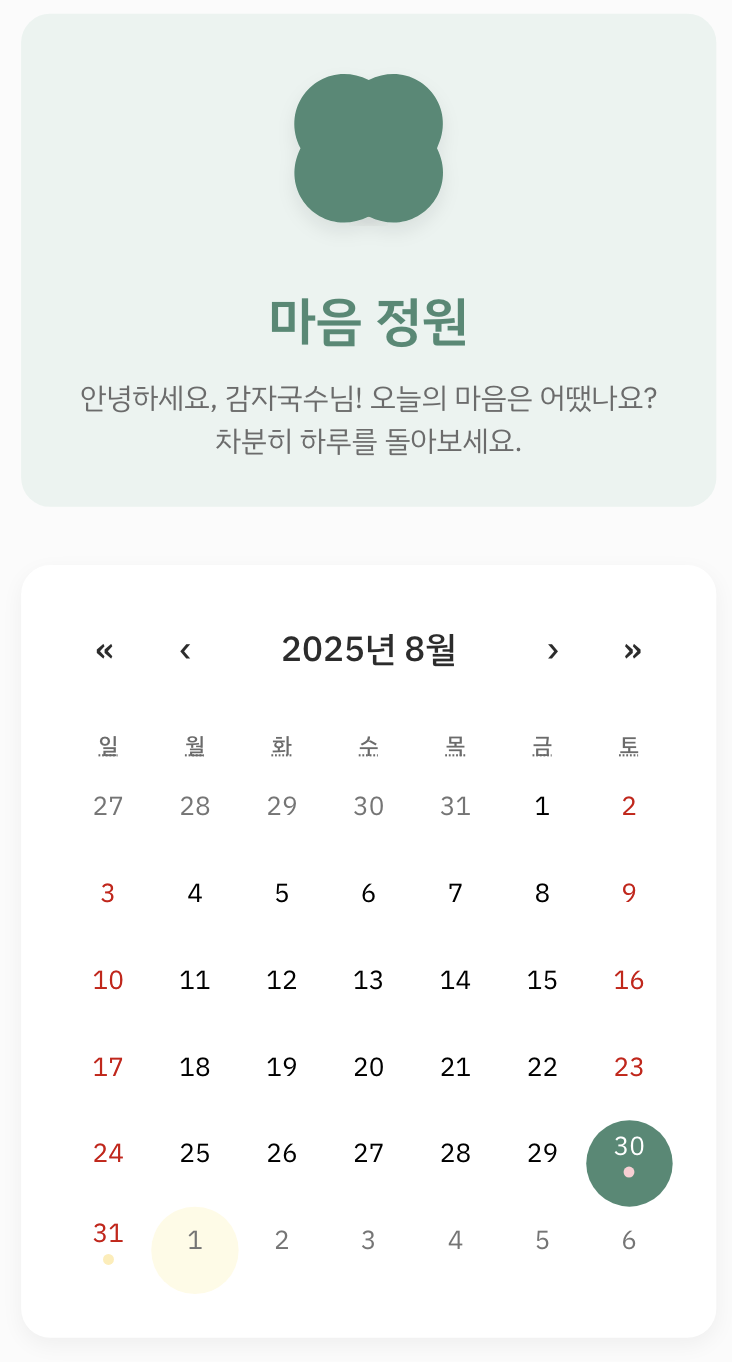 마음 정원
안녕하세요, 감자국수님! 오늘의 마음은 어땠나요?
차분히 하루를 돌아보세요.
« ‹ 2025년 8월 › »
일 월 화 수 목 금 토
27 28 29 30 31 1 2
3 4 5 6 7 8 9
10 11 12 13 14 15 16
17 18 19 20 21 22 23
24 25 26 27 28 29 30
31 1 2 3 4 5 6